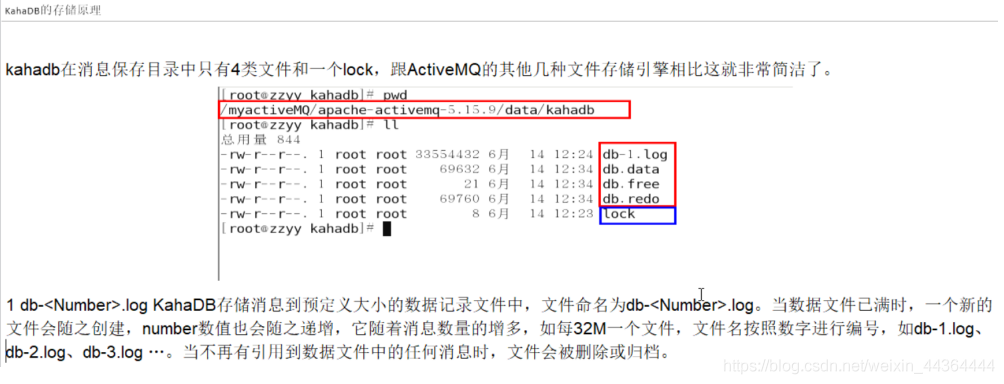 KahaDB的存储原理
kahadb在消息保存目录中只有4类文件和一个lock，跟ActiveMQ的其他几种文件存储引擎相比这就非常简洁了。
[root@zzyy kahadb]# pwd
/myactiveMQ/apache-activemq-5.15.9/data/kahadb
[root@zzyy kahadb]# ll
总用量 844
-rw-r--r--. 1 root root 33554432 6月  14 12:24 db-1.log
-rw-r--r--. 1 root root    69632 6月  14 12:34 db.data
-rw-r--r--. 1 root root       21 6月  14 12:34 db.free
-rw-r--r--. 1 root root    69760 6月  14 12:34 db.redo
-rw-r--r--. 1 root root        8 6月  14 12:23 lock
[root@zzyy kahadb]#
1 db-<Number>.log KahaDB存储消息到预定义大小的数据记录文件中，文件命名为db-<Number>.log。当数据文件已满时，一个新的
文件会随之创建，number数值也会随之递增，它随着消息数量的增多，如每32M一个文件，文件名按照数字进行编号，如db-1.log、
db-2.log、db-3.log …。当不再有引用到数据文件中的任何消息时，文件会被删除或归档。
https://blog.csdn.net/weixin_44364444